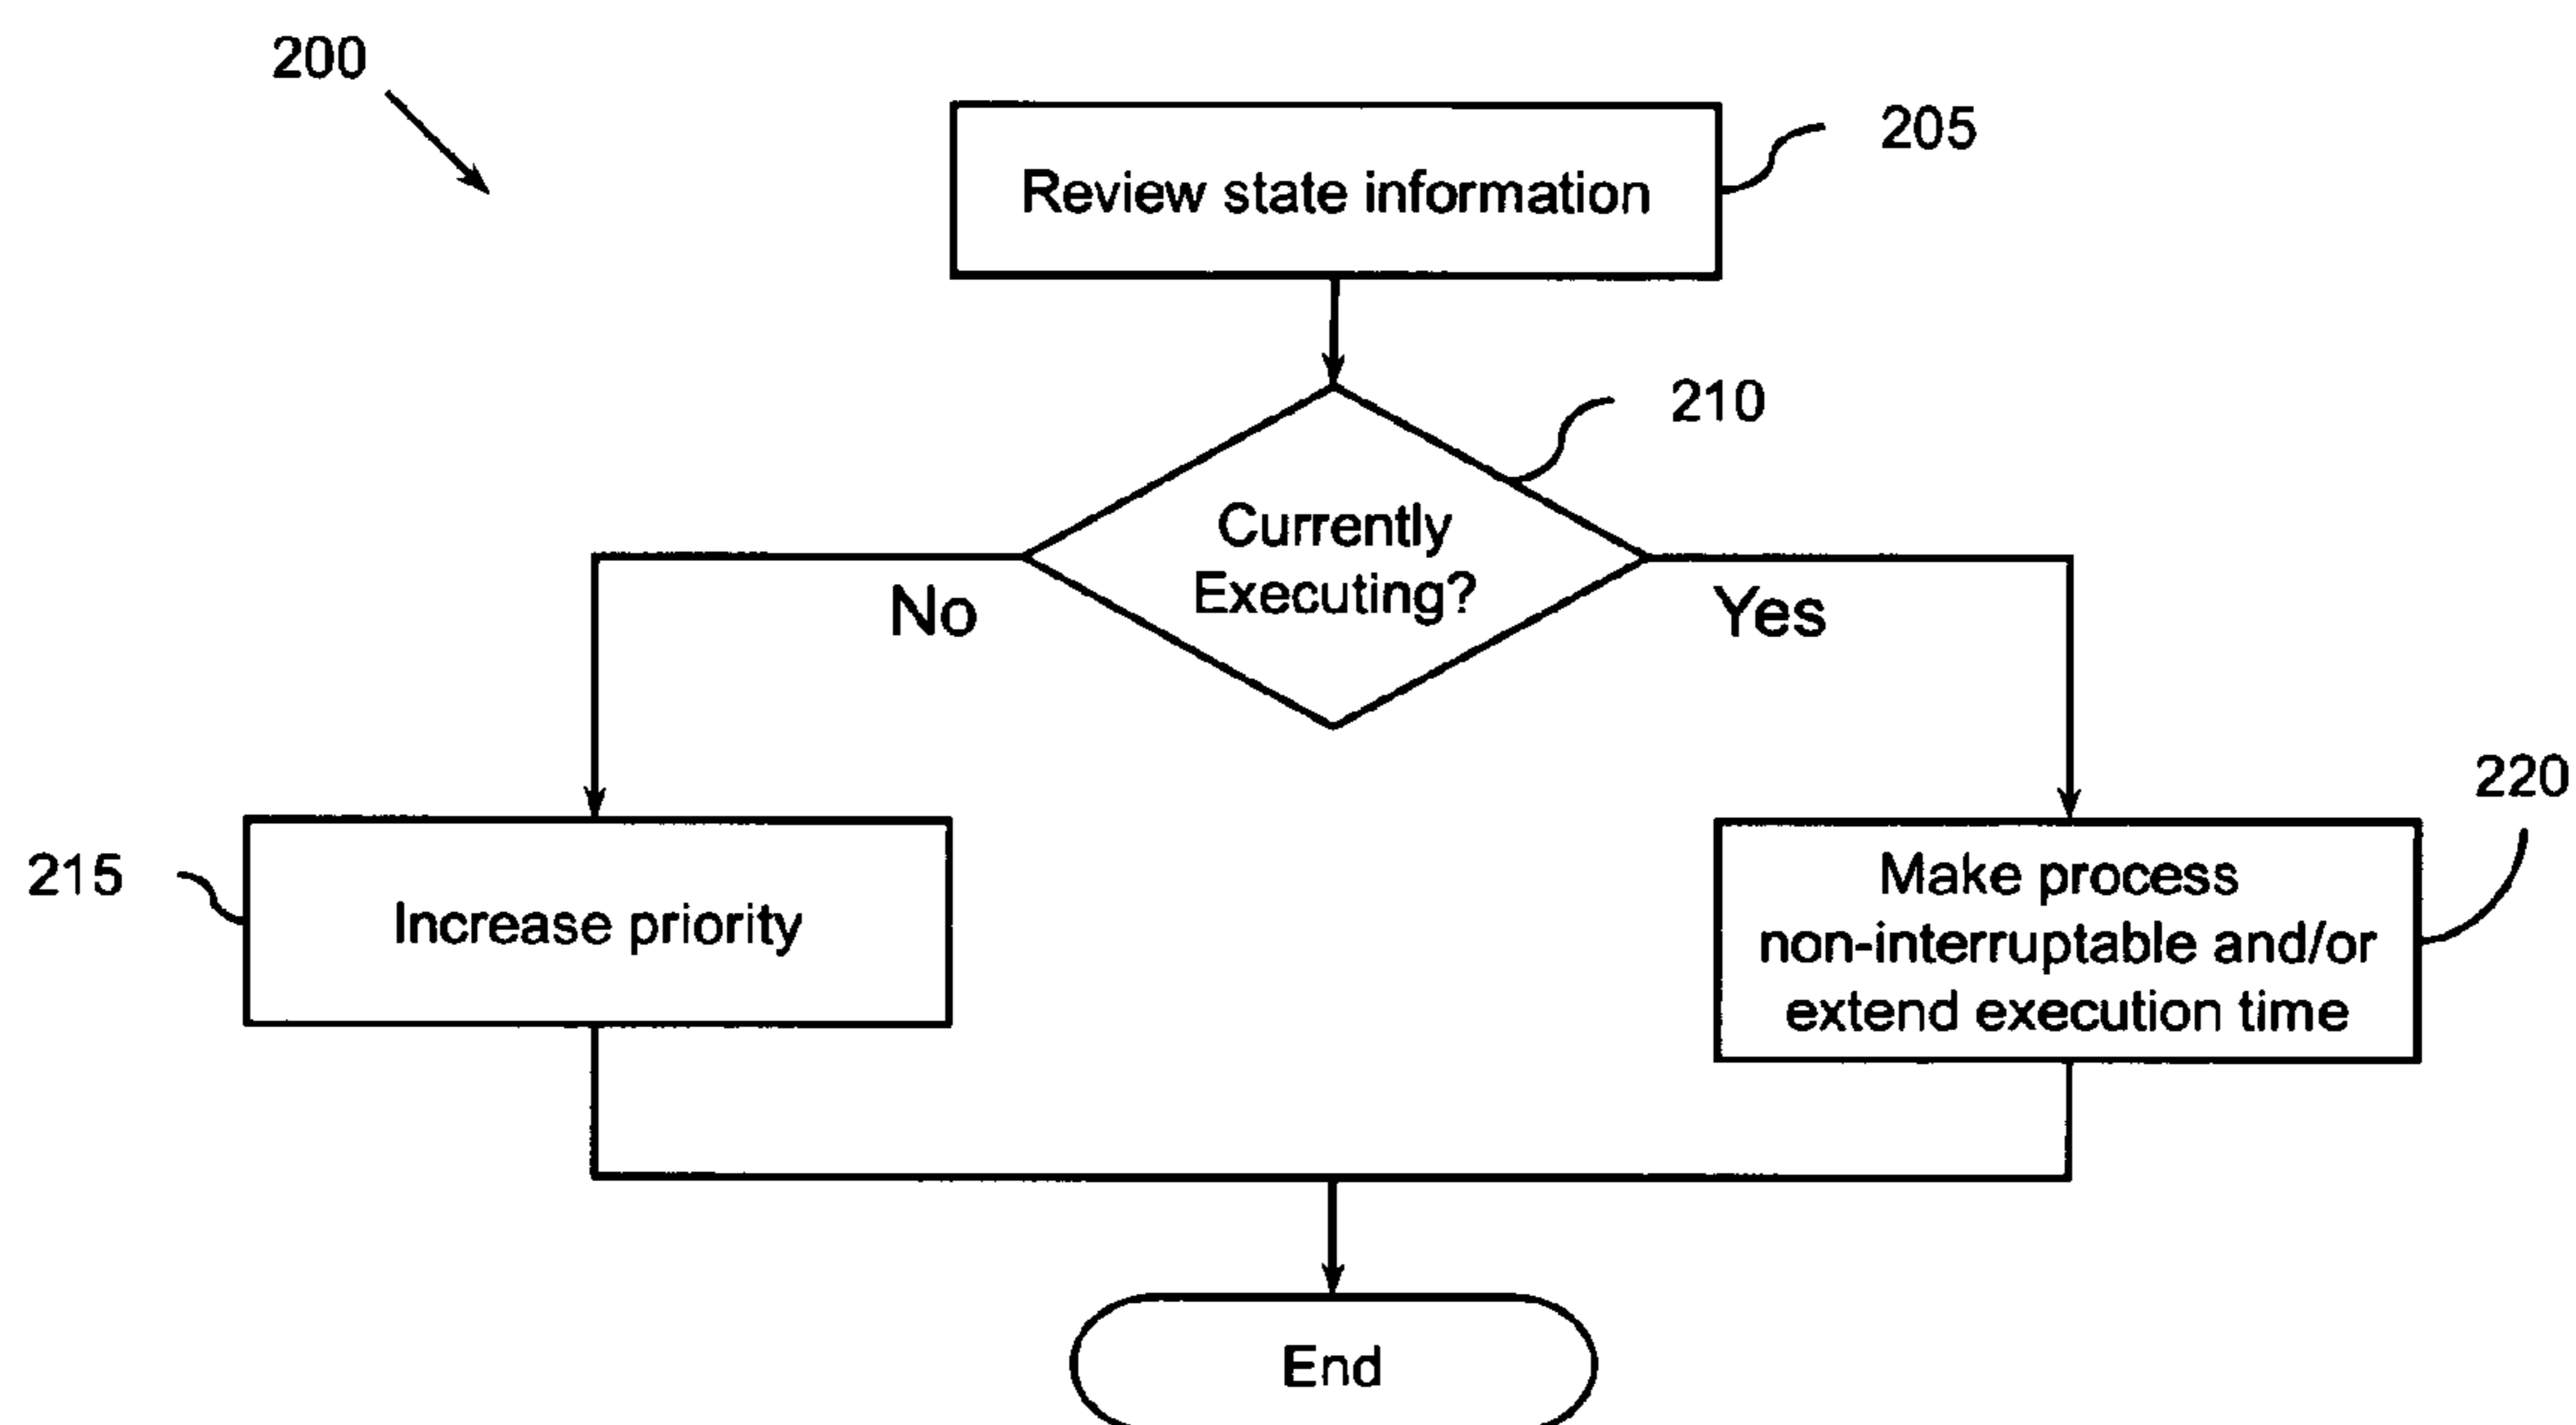 200
205
Review state information
210
Currently
Executing?
No
Yes
220
215
Increase priority
Make process
non-interruptable and/or
extend execution time
End